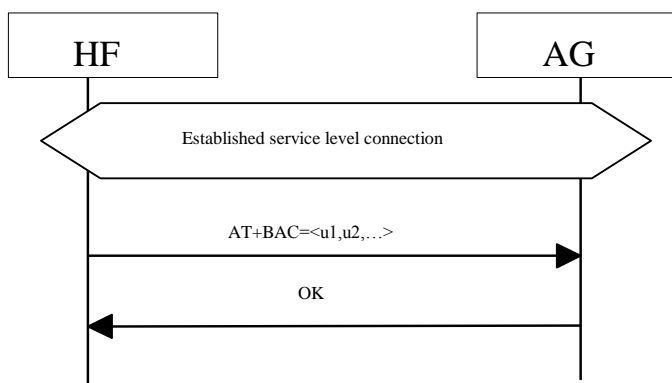 HF
AG
Established service level connection
AT+BAC=<u1,u2,…>
OK